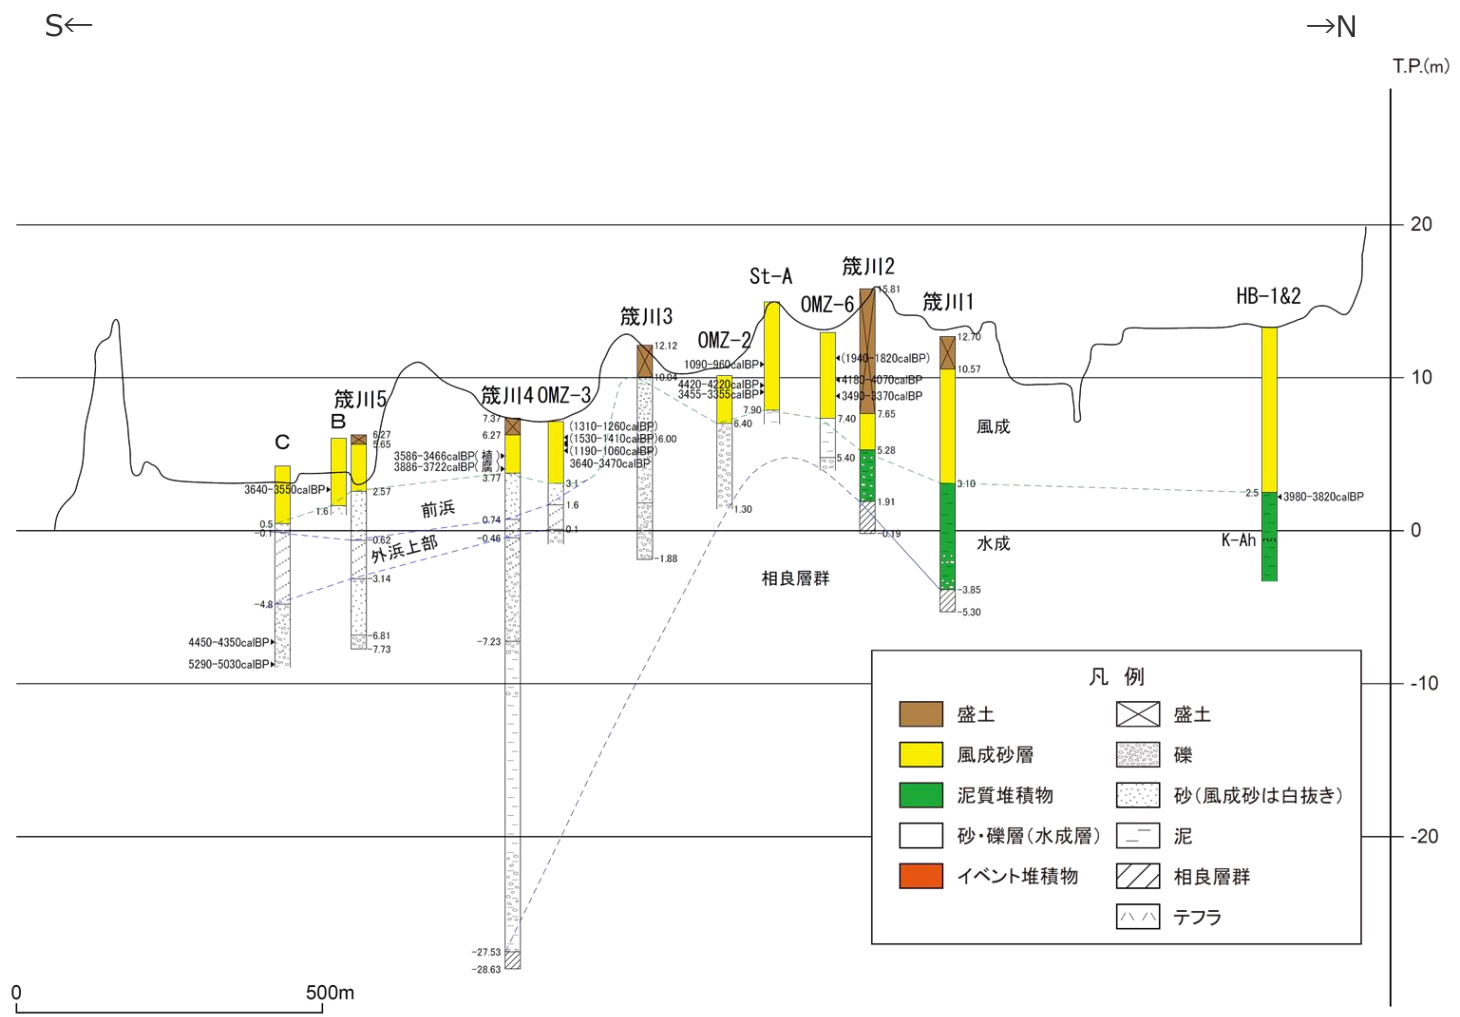 S←
→N
T.P.(m)
20
10
0
-10
-20
C
B
筬川5
筬川4
OMZ-3
筬川3
OMZ-2
St-A
OMZ-6
筬川2
筬川1
HB-1&2
0.5
-0.1
-4.8
4450-4350calBP
5290-5030calBP
3640-3550calBP
1.6
6.27
5.65
2.57
-0.62
-3.14
-6.81
-7.73
7.37
6.27
3586-3466calBP(植)
3886-3722calBP(腐)
3.77
0.74
-0.46
-7.23
-27.53
-28.63
(1310-1260calBP)
(1530-1410calBP)6.00
(1190-1060calBP)
3640-3470calBP
3.1
1.6
0.1
12.12
10.04
-1.88
6.40
1.30
1090-960calBP
4420-4220calBP
3455-3355calBP
7.90
(1940-1820calBP)
4180-4070calBP
3490-3370calBP
7.40
5.40
15.81
7.65
5.28
1.91
-0.19
12.70
10.57
3.10
-3.85
-5.30
2.5
3980-3820calBP
K-Ah
前浜
外浜上部
風成
水成
相良層群
凡 例
盛土
風成砂層
泥質堆積物
砂・礫層(水成層)
イベント堆積物
盛土
礫
砂(風成砂は白抜き)
泥
相良層群
テフラ
0
500m